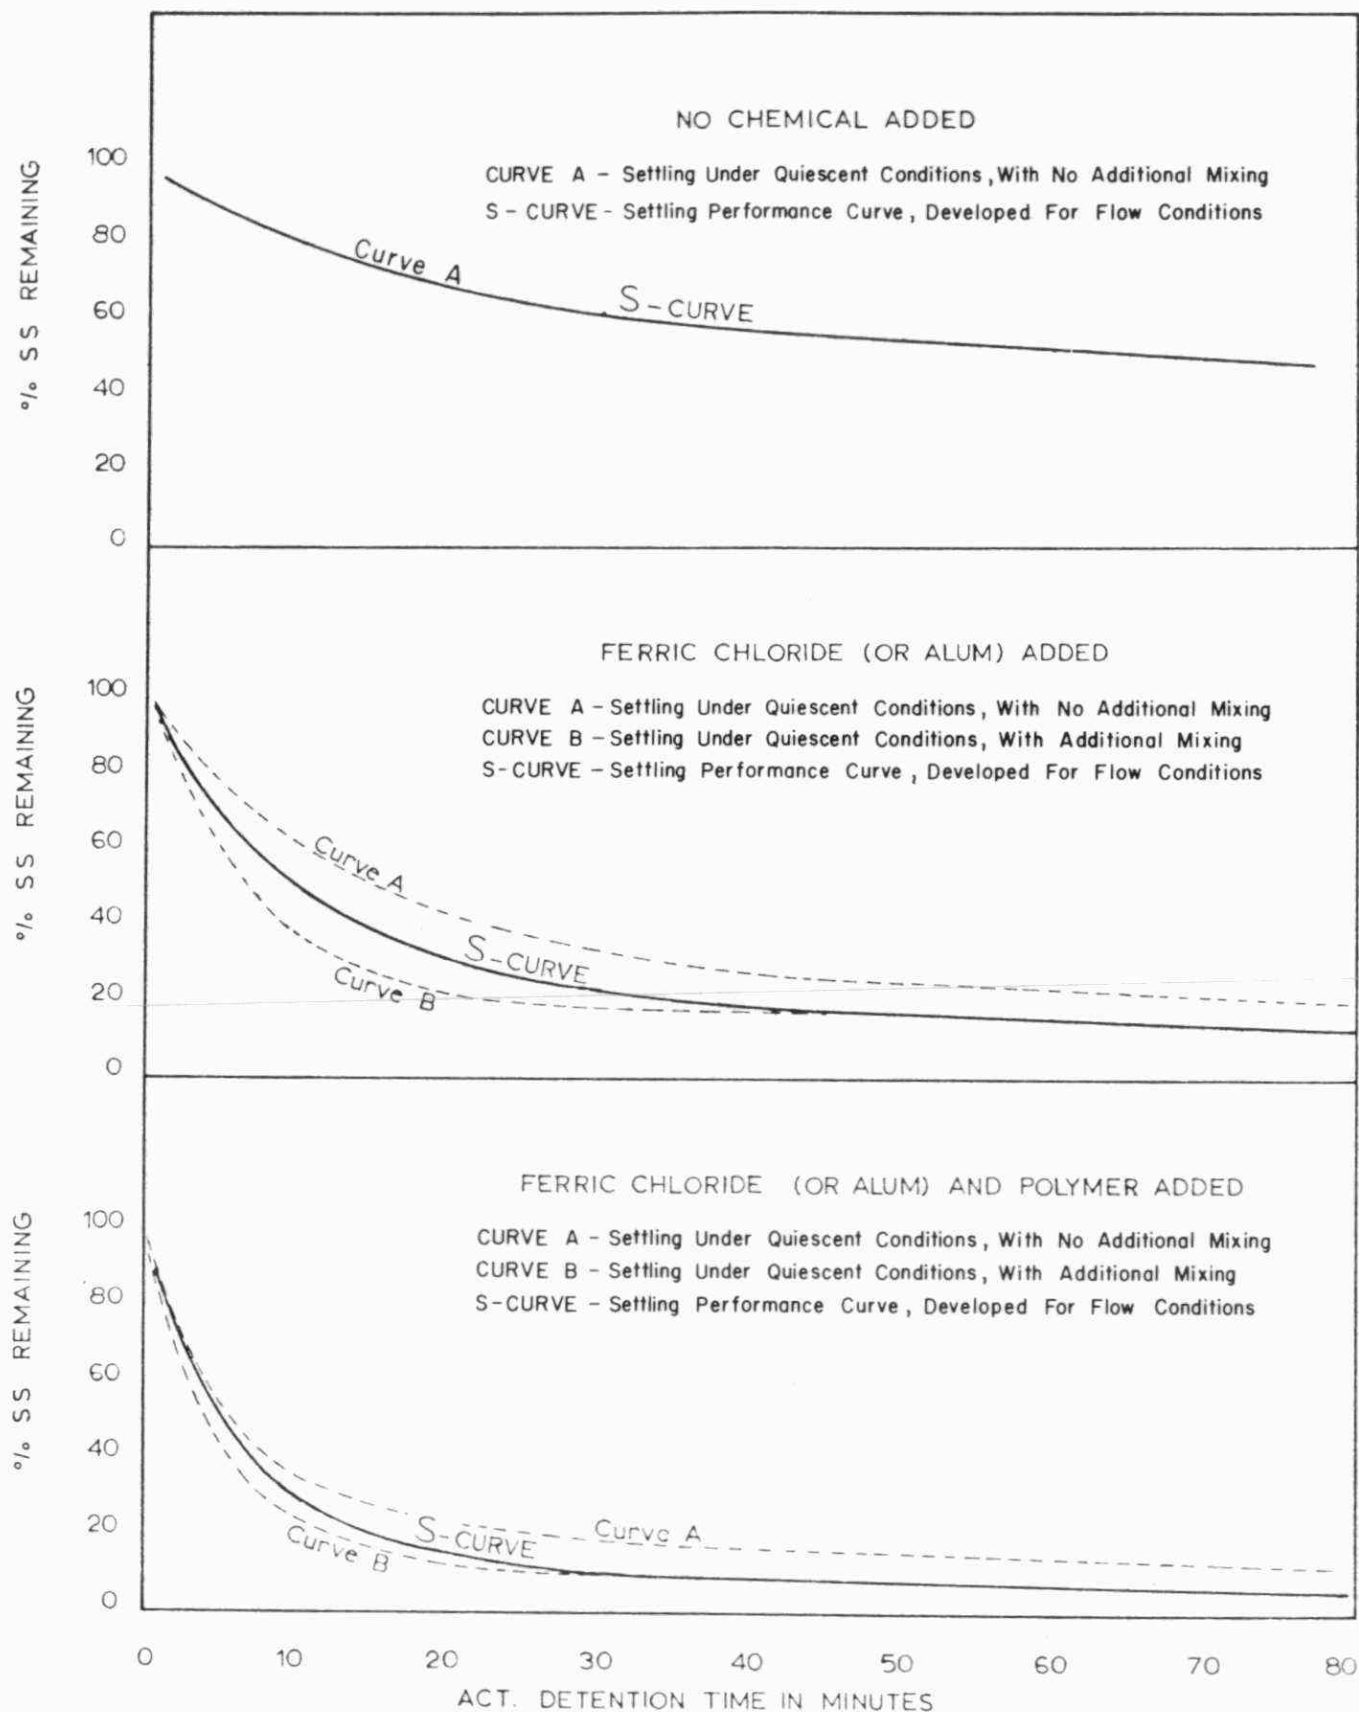 NO CHEMICAL ADDED
CURVE A - Settling Under Quiescent Conditions, With No Additional Mixing
S - CURVE - Settling Performance Curve, Developed For Flow Conditions
% SS REMAINING
100
80
60
40
20
0
Curve A
S-CURVE
FERRIC CHLORIDE (OR ALUM) ADDED
CURVE A - Settling Under Quiescent Conditions, With No Additional Mixing
CURVE B - Settling Under Quiescent Conditions, With Additional Mixing
S-CURVE - Settling Performance Curve, Developed For Flow Conditions
% SS REMAINING
100
80
60
40
20
0
Curve A
S-CURVE
Curve B
FERRIC CHLORIDE (OR ALUM) AND POLYMER ADDED
CURVE A - Settling Under Quiescent Conditions, With No Additional Mixing
CURVE B - Settling Under Quiescent Conditions, With Additional Mixing
S-CURVE - Settling Performance Curve, Developed For Flow Conditions
% SS REMAINING
100
80
60
40
20
0
S-CURVE
Curve A
Curve B
0 10 20 30 40 50 60 70 80
ACT. DETENTION TIME IN MINUTES